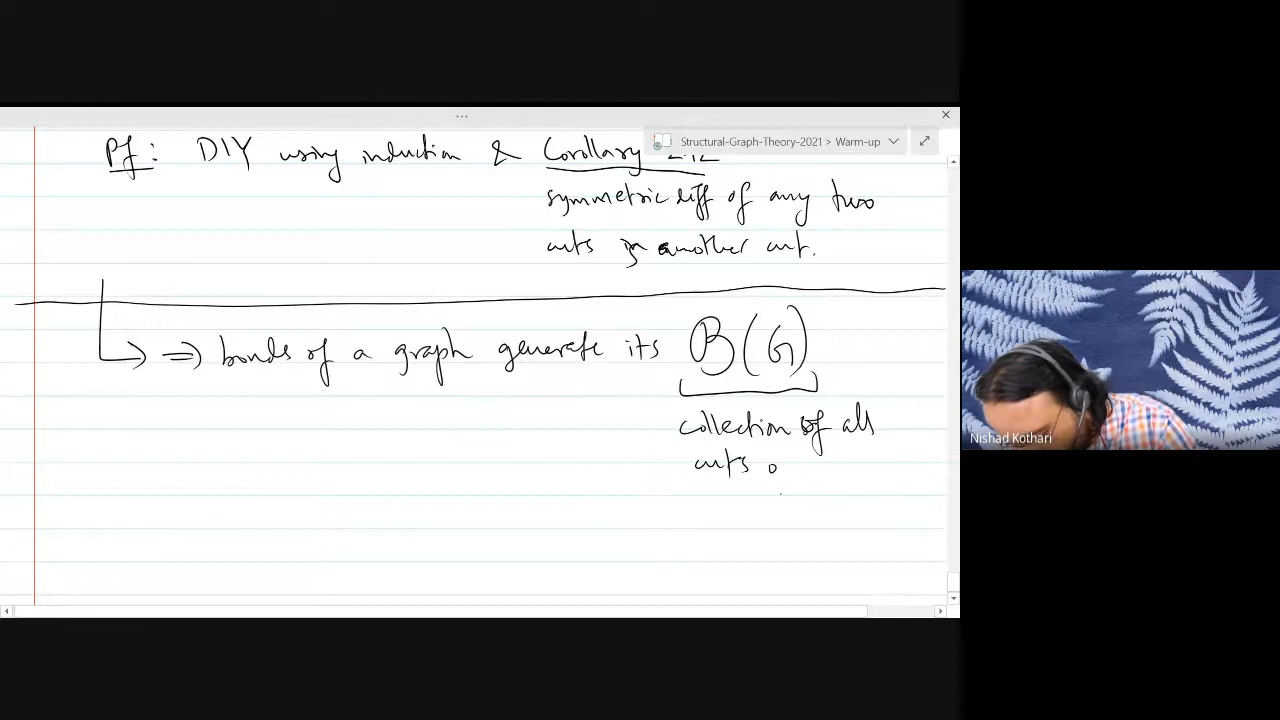 Structural-Graph-Theory-2021 > Warm-up
Pf: DIY using induction & Corollary
symmetric diff of any two
cuts is another cut.
⇒ bonds of a graph generate its B(G)
collection of all
cuts o
Nishad Kothari